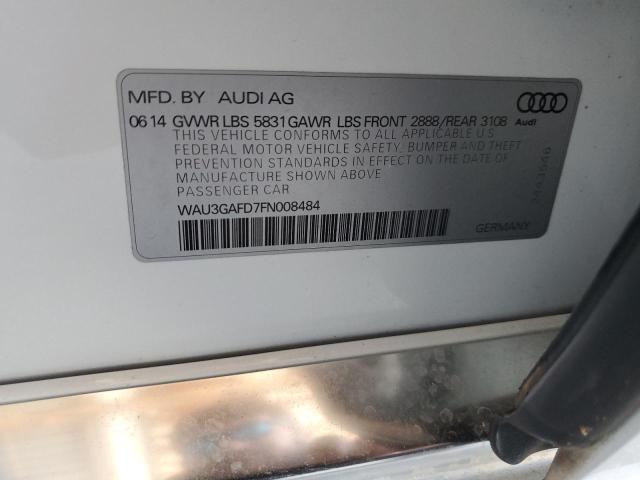 MFD. BY AUDI AG
06 14 GVWR LBS 5831 GAWR LBS FRONT 2888/REAR 3108
Audi
THIS VEHICLE CONFORMS TO ALL APPLICABLE U.S
FEDERAL MOTOR VEHICLE SAFETY, BUMPER AND THEFT
PREVENTION STANDARDS IN EFFECT ON THE DATE OF
MANUFACTURE SHOWN ABOVE
PASSENGER CAR
WAU3GAFD7FN008484
GERMANY